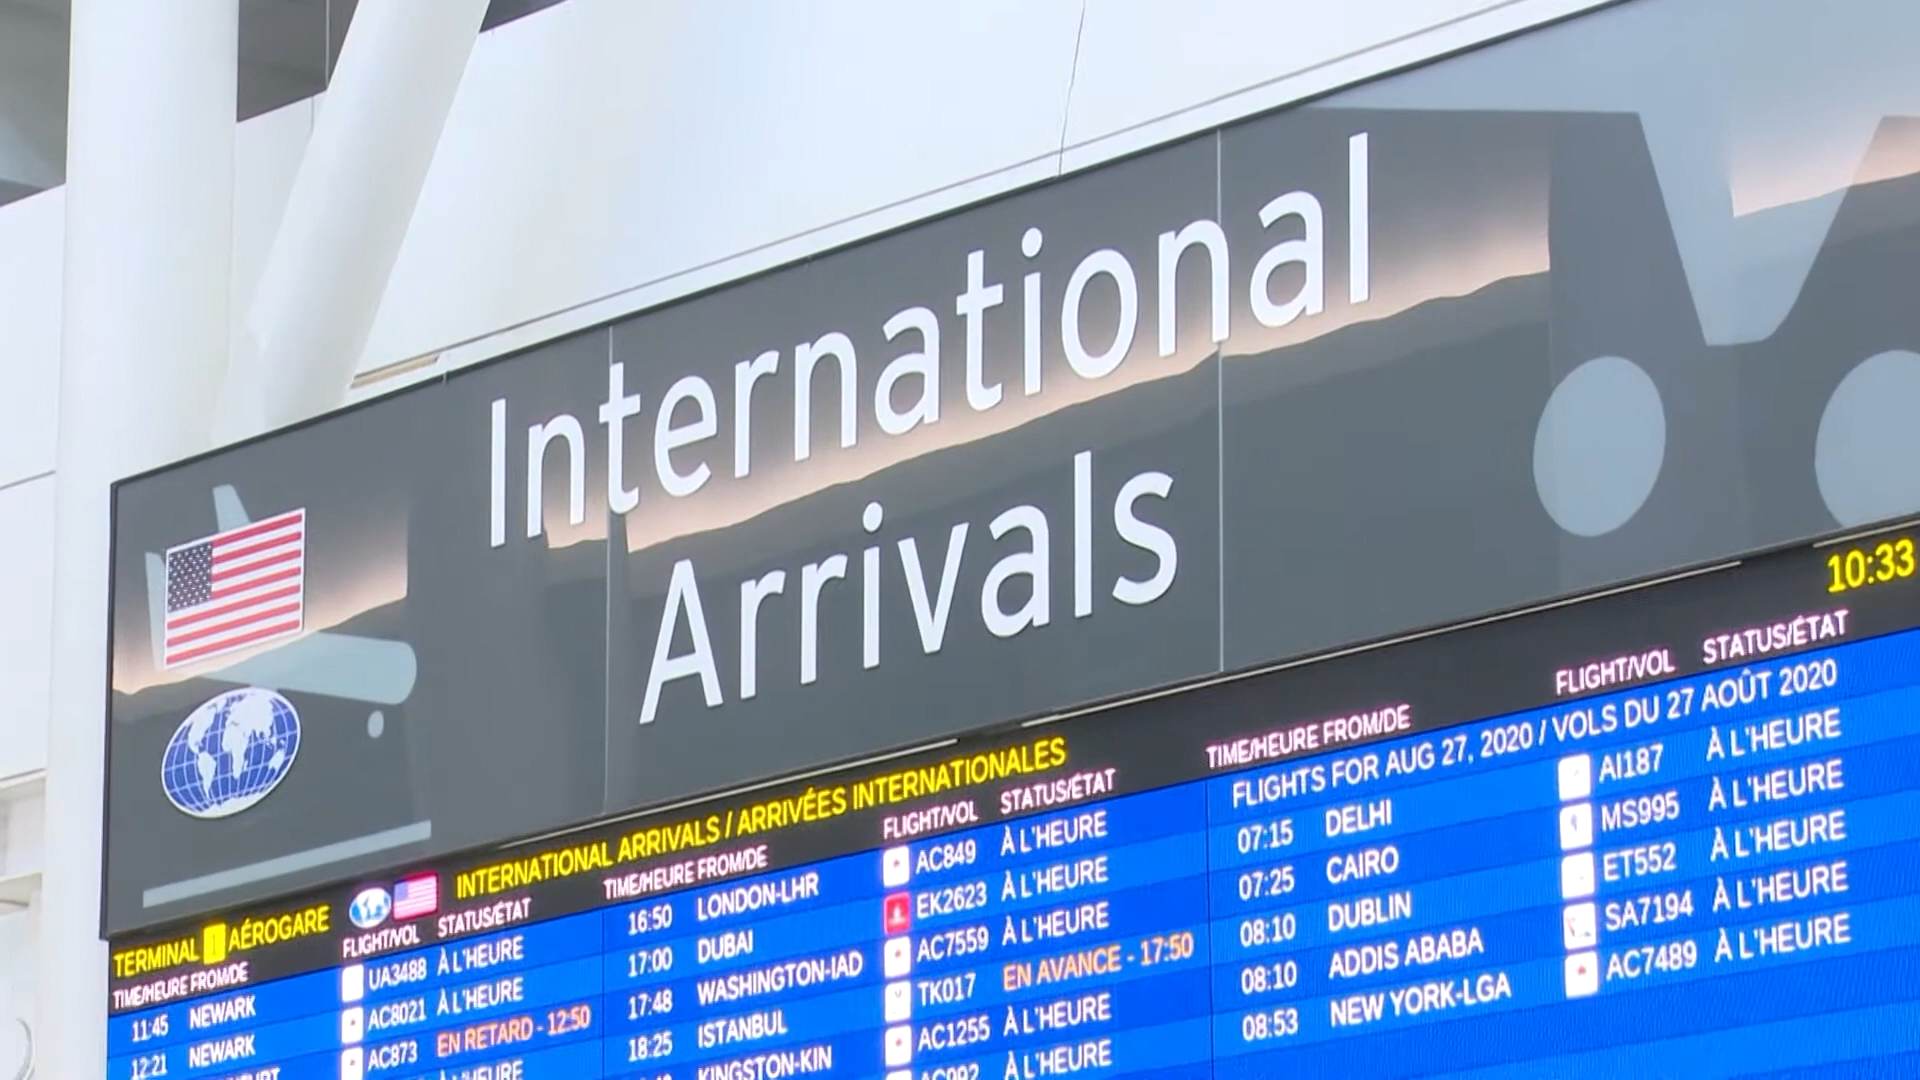 International
Arrivals
10:33
TERMINAL 1 AÉROGARE
INTERNATIONAL ARRIVALS / ARRIVÉES INTERNATIONALES
TIME/HEURE FROM/DE FLIGHT/VOL STATUS/ÉTAT
11:45 NEWARK UA3488 À L'HEURE
12:21 NEWARK AC8021 À L'HEURE
AC873 EN RETARD - 12:50
TIME/HEURE FROM/DE FLIGHT/VOL STATUS/ÉTAT
16:50 LONDON-LHR AC849 À L'HEURE
17:00 DUBAI EK2623 À L'HEURE
17:48 WASHINGTON-IAD AC7559 À L'HEURE
18:25 ISTANBUL TK017 EN AVANCE - 17:50
KINGSTON-KIN AC1255 À L'HEURE
AC992 À L'HEURE
TIME/HEURE FROM/DE FLIGHT/VOL STATUS/ÉTAT
FLIGHTS FOR AUG 27, 2020 / VOLS DU 27 AOÛT 2020
07:15 DELHI AI187 À L'HEURE
07:25 CAIRO MS995 À L'HEURE
08:10 DUBLIN ET552 À L'HEURE
08:10 ADDIS ABABA SA7194 À L'HEURE
08:53 NEW YORK-LGA AC7489 À L'HEURE